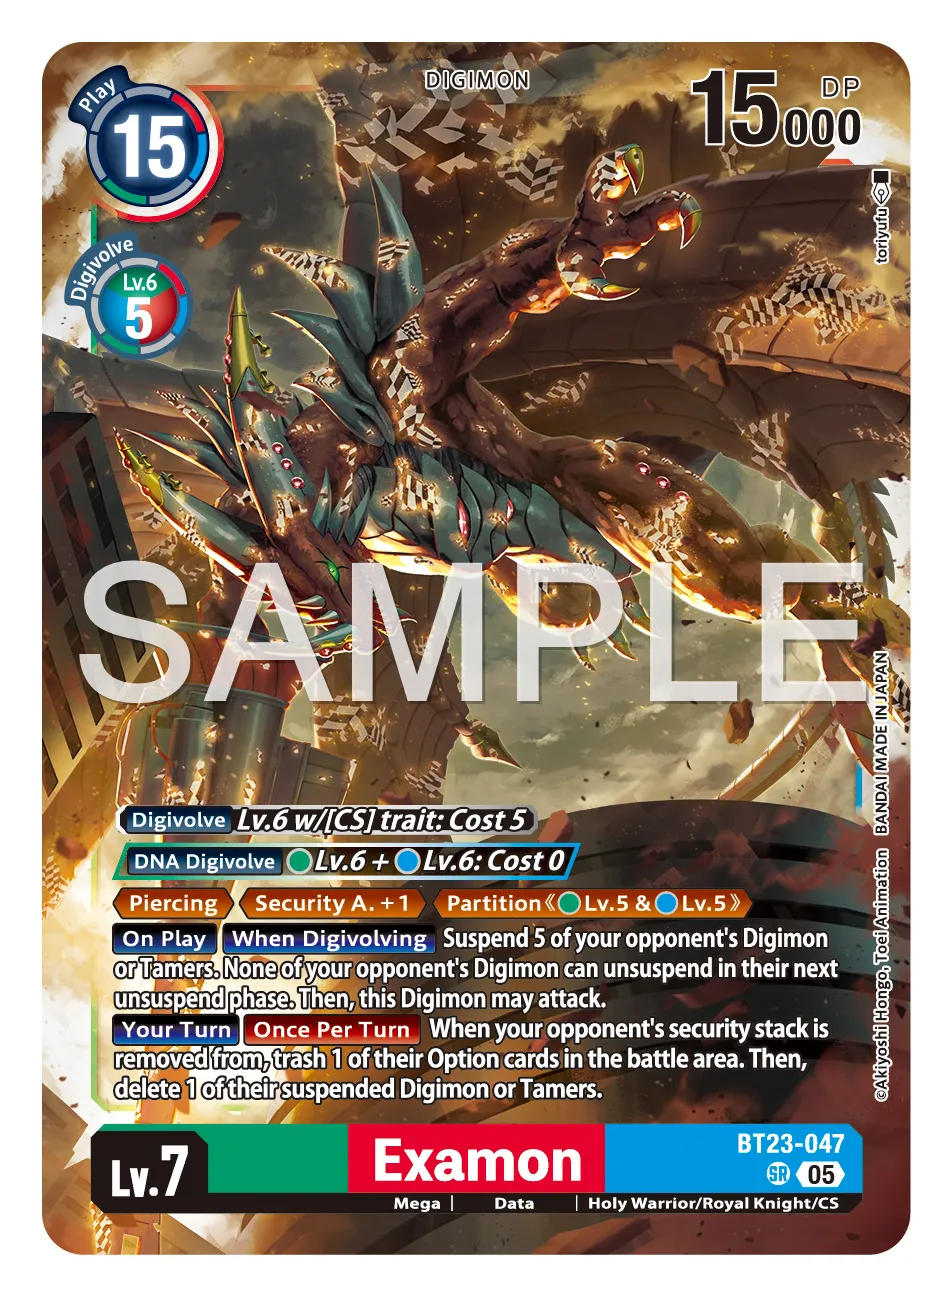 DIGIMON
Play
15
15000
DP
Digivolve
Lv.6
5
toriyufu
SAMPLE
Digivolve Lv.6 w/[CS] trait: Cost 5
DNA Digivolve Lv.6 + Lv.6: Cost 0
Piercing Security A. +1 Partition《Lv.5 & Lv.5》
On Play When Digivolving Suspend 5 of your opponent's Digimon
or Tamers. None of your opponent's Digimon can unsuspend in their next
unsuspend phase. Then, this Digimon may attack.
Your Turn Once Per Turn When your opponent's security stack is
removed from, trash 1 of their Option cards in the battle area. Then,
delete 1 of their suspended Digimon or Tamers.
©Akiyoshi Hongo, Toei Animation BANDAI MADE IN JAPAN
Lv.7
Examon
BT23-047
SR 05
Mega | Data | Holy Warrior/Royal Knight/CS